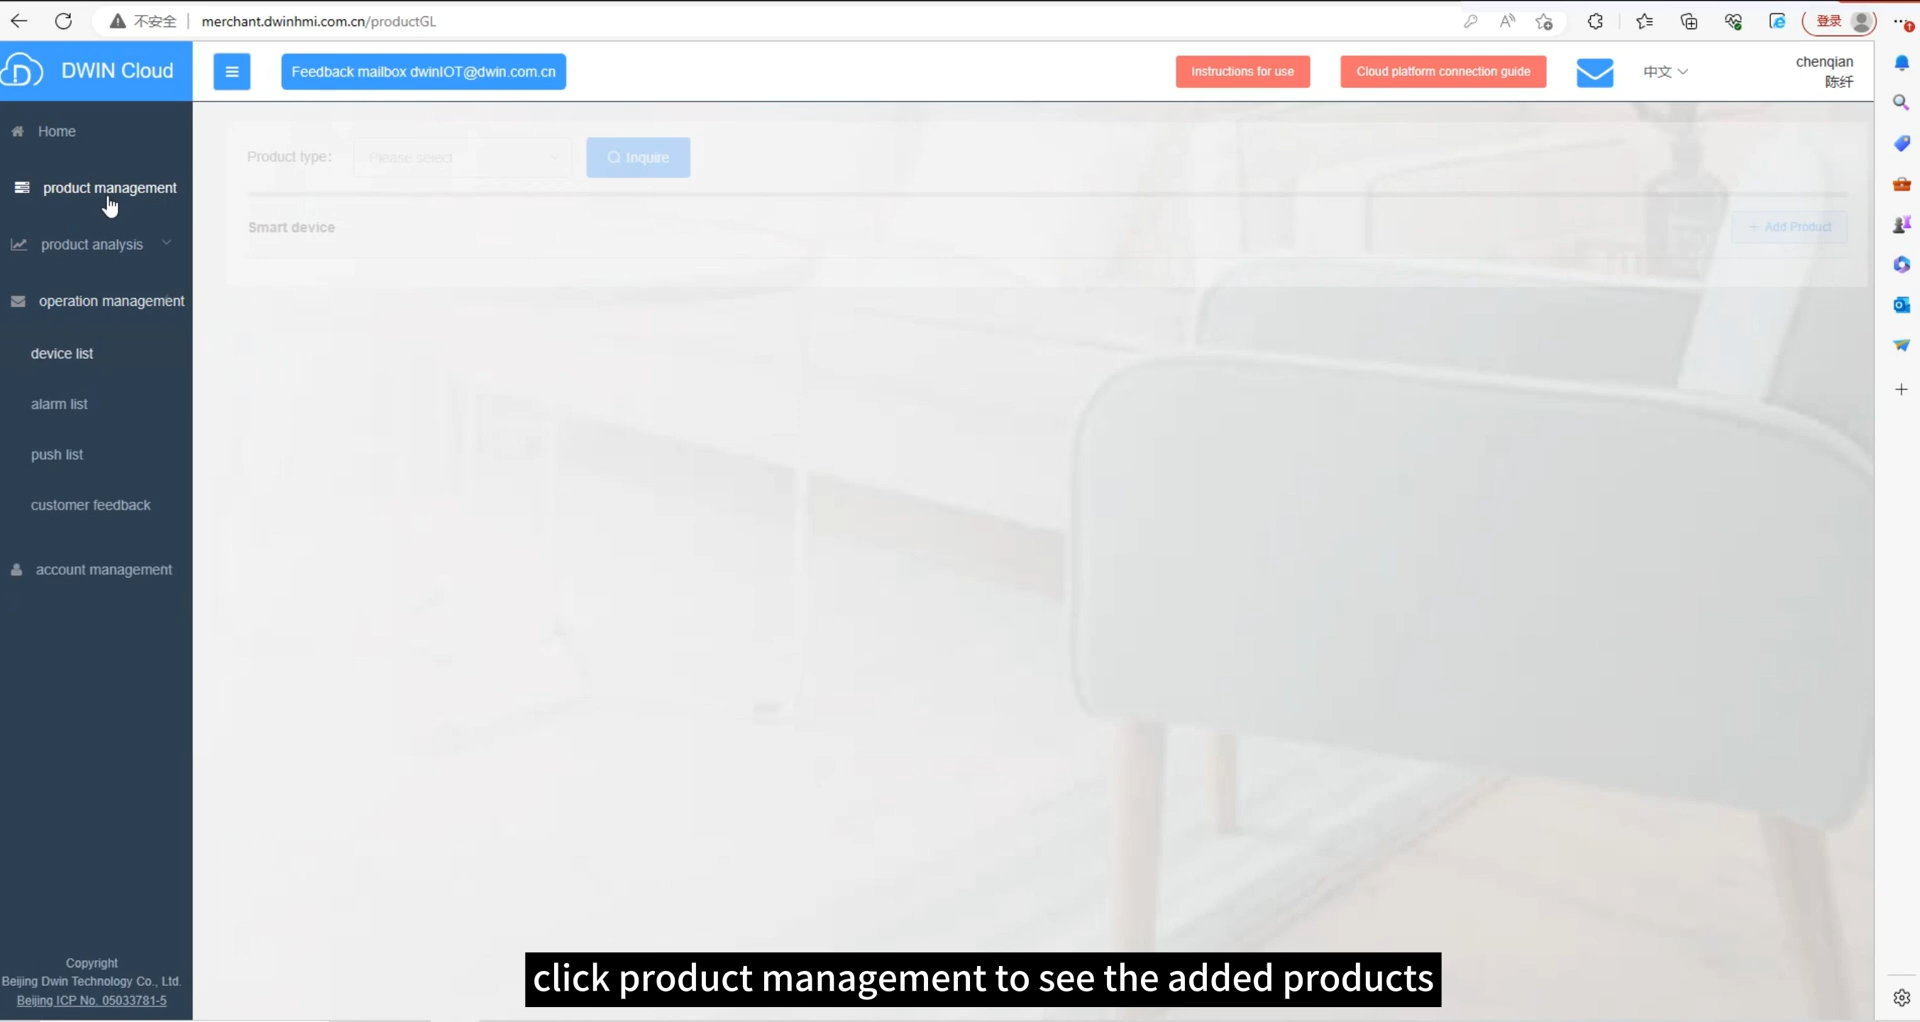 不安全
merchant.dwinhmi.com.cn/productGL
登录
DWIN Cloud
Feedback mailbox dwinIOT@dwin.com.cn
Instructions for use
Cloud platform connection guide
中文
chenqian
陈纤
Home
product management
product analysis
operation management
device list
alarm list
push list
customer feedback
account management
Product type:
Please select
Inquire
Smart device
+ Add Product
Copyright
Beijing Dwin Technology Co., Ltd.
Beijing ICP No. 05033781-5
click product management to see the added products